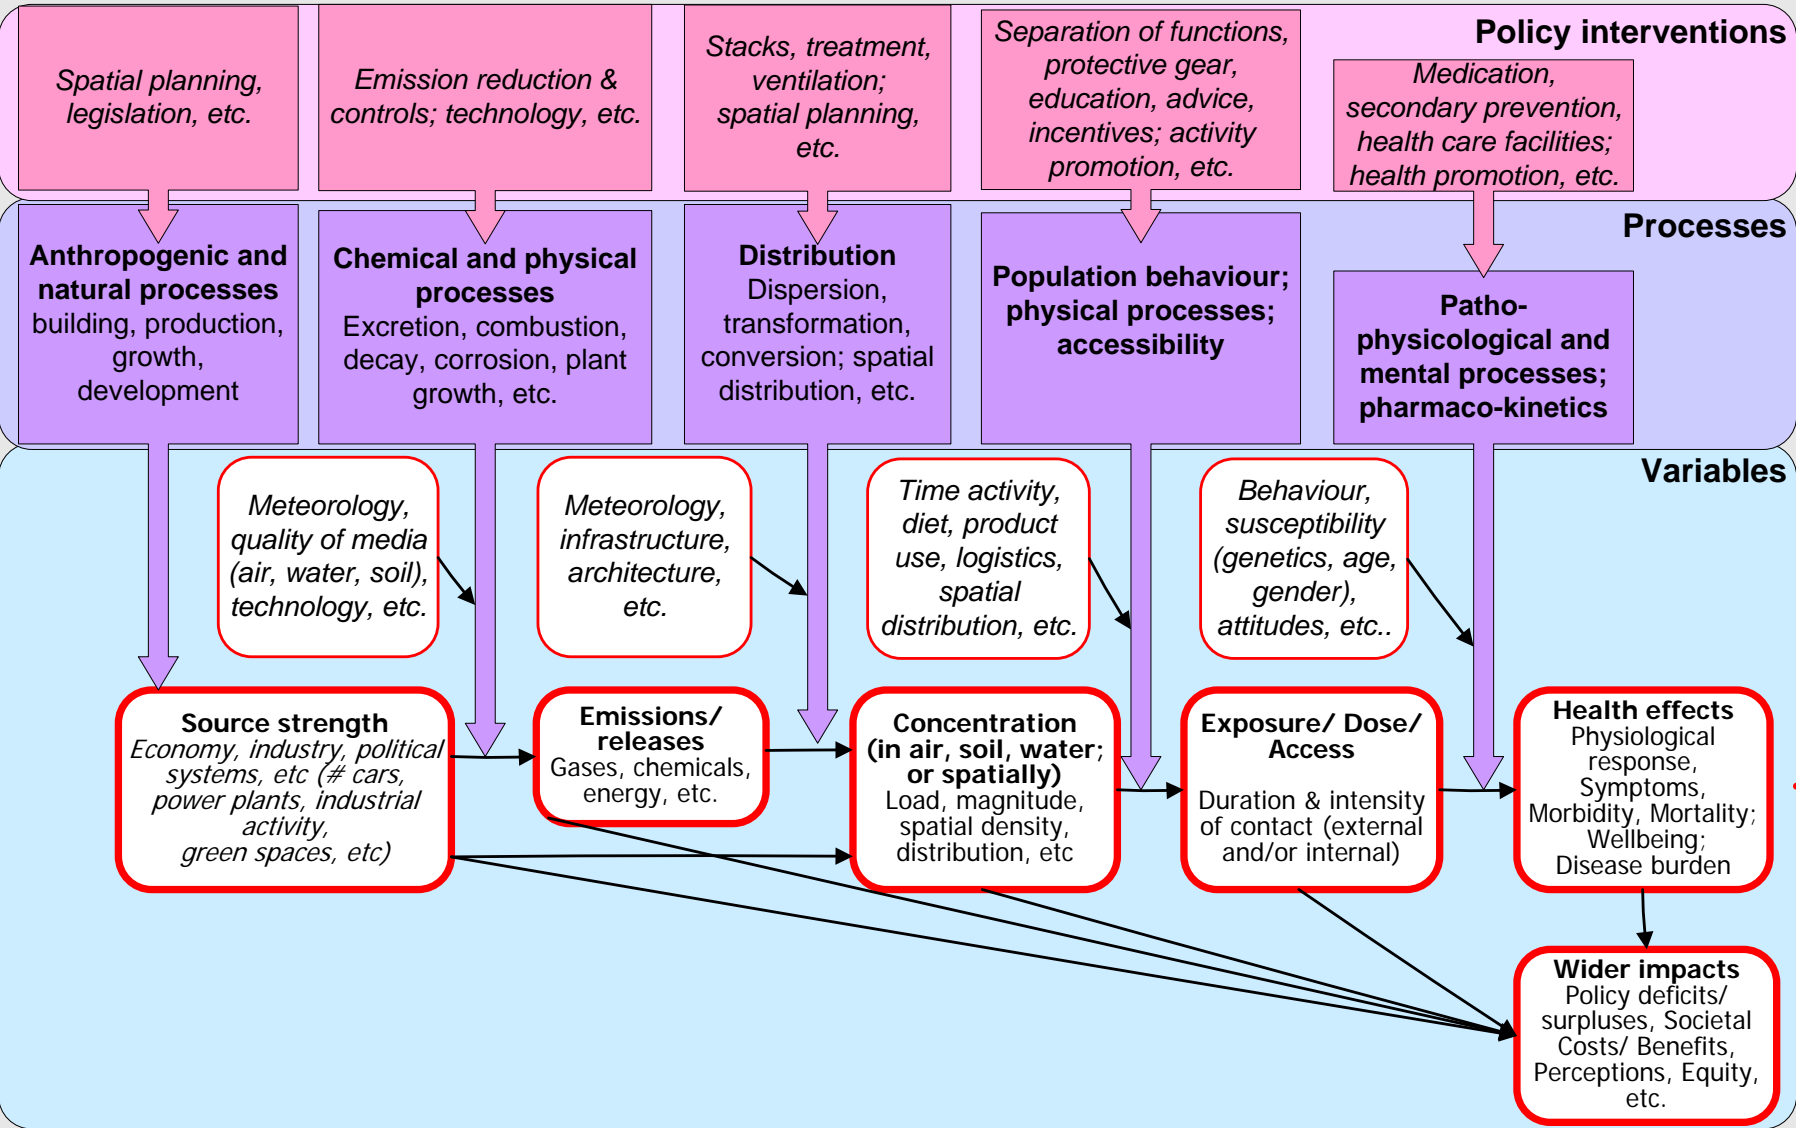 Policy interventions
Spatial planning,
legislation, etc.
Emission reduction &
controls; technology, etc.
Stacks, treatment,
ventilation;
spatial planning,
etc.
Separation of functions,
protective gear,
education, advice,
incentives; activity
promotion, etc.
Medication,
secondary prevention,
health care facilities;
health promotion, etc.
Processes
Anthropogenic and
natural processes
building, production,
growth,
development
Chemical and physical
processes
Excretion, combustion,
decay, corrosion, plant
growth, etc.
Distribution
Dispersion,
transformation,
conversion; spatial
distribution, etc.
Population behaviour;
physical processes;
accessibility
Patho-
physicological and
mental processes;
pharmaco-kinetics
Variables
Meteorology,
quality of media
(air, water, soil),
technology, etc.
Meteorology,
infrastructure,
architecture,
etc.
Time activity,
diet, product
use, logistics,
spatial
distribution, etc.
Behaviour,
susceptibility
(genetics, age,
gender),
attitudes, etc..
Source strength
Economy, industry, political
systems, etc (# cars,
power plants, industrial
activity,
green spaces, etc)
Emissions/
releases
Gases, chemicals,
energy, etc.
Concentration
(in air, soil, water;
or spatially)
Load, magnitude,
spatial density,
distribution, etc
Exposure/ Dose/
Access
Duration & intensity
of contact (external
and/or internal)
Health effects
Physiological
response,
Symptoms,
Morbidity, Mortality;
Wellbeing;
Disease burden
Wider impacts
Policy deficits/
surpluses, Societal
Costs/ Benefits,
Perceptions, Equity,
etc.